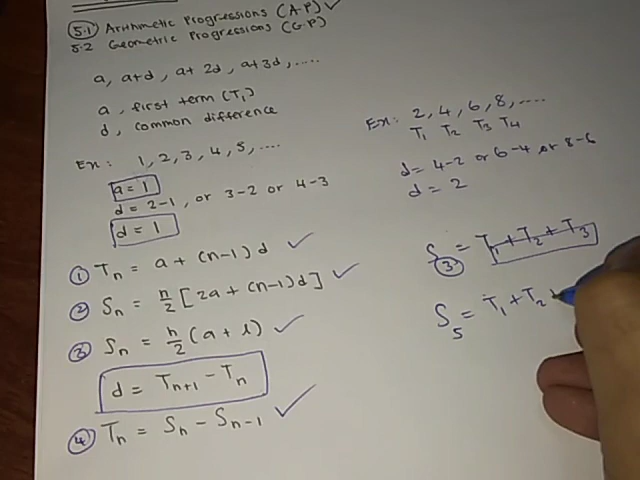 5.1 Arithmetic Progressions (A.P) ✓
5.2 Geometric Progressions (G.P)
a, a+d, a+2d, a+3d, ....
a, first term (T₁)
d, common difference
Ex: 1, 2, 3, 4, 5, ....
a = 1
d = 2-1, or 3-2 or 4-3
d = 1
① Tn = a + (n-1) d ✓
② Sn = n/2 [2a + (n-1)d] ✓
③ Sn = n/2 (a + l) ✓
d = Tn+1 - Tn
④ Tn = Sn - Sn-1 ✓
Ex: 2, 4, 6, 8, ....
T₁ T₂ T₃ T₄
d = 4-2 or 6-4 or 8-6
d = 2
S₃ = T₁+T₂+T₃
S₅ = T₁+T₂+